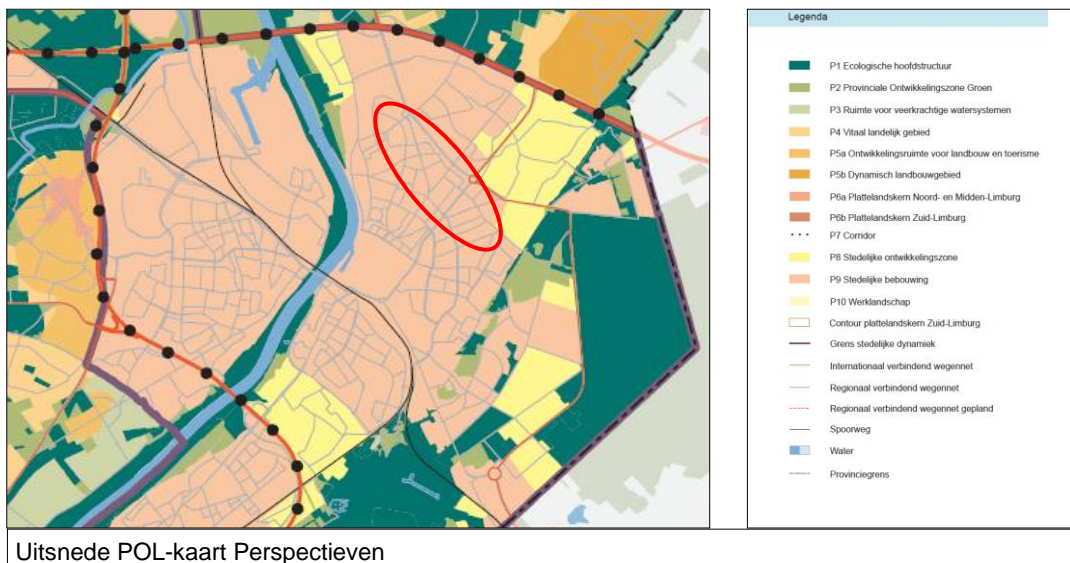 Legenda
P1 Ecologische hoofdstructuur
P2 Provinciale Ontwikkelingszone Groen
P3 Ruimte voor veerkrachtige watersystemen
P4 Vitaal landelijk gebied
P5a Ontwikkelingsruimte voor landbouw en toerisme
P5b Dynamisch landbouwgebied
P6a Plattelandskern Noord- en Midden-Limburg
P6b Plattelandskern Zuid-Limburg
P7 Corridor
P8 Stedelijke ontwikkelingszone
P9 Stedelijke bebouwing
P10 Werklandschap
Contour plattelandskern Zuid-Limburg
Grens stedelijke dynamiek
Internationaal verbindend wegennet
Regionaal verbindend wegennet
Regionaal verbindend wegennet gepland
Spoorweg
Water
Provinciegrens
Uitsnede POL-kaart Perspectieven